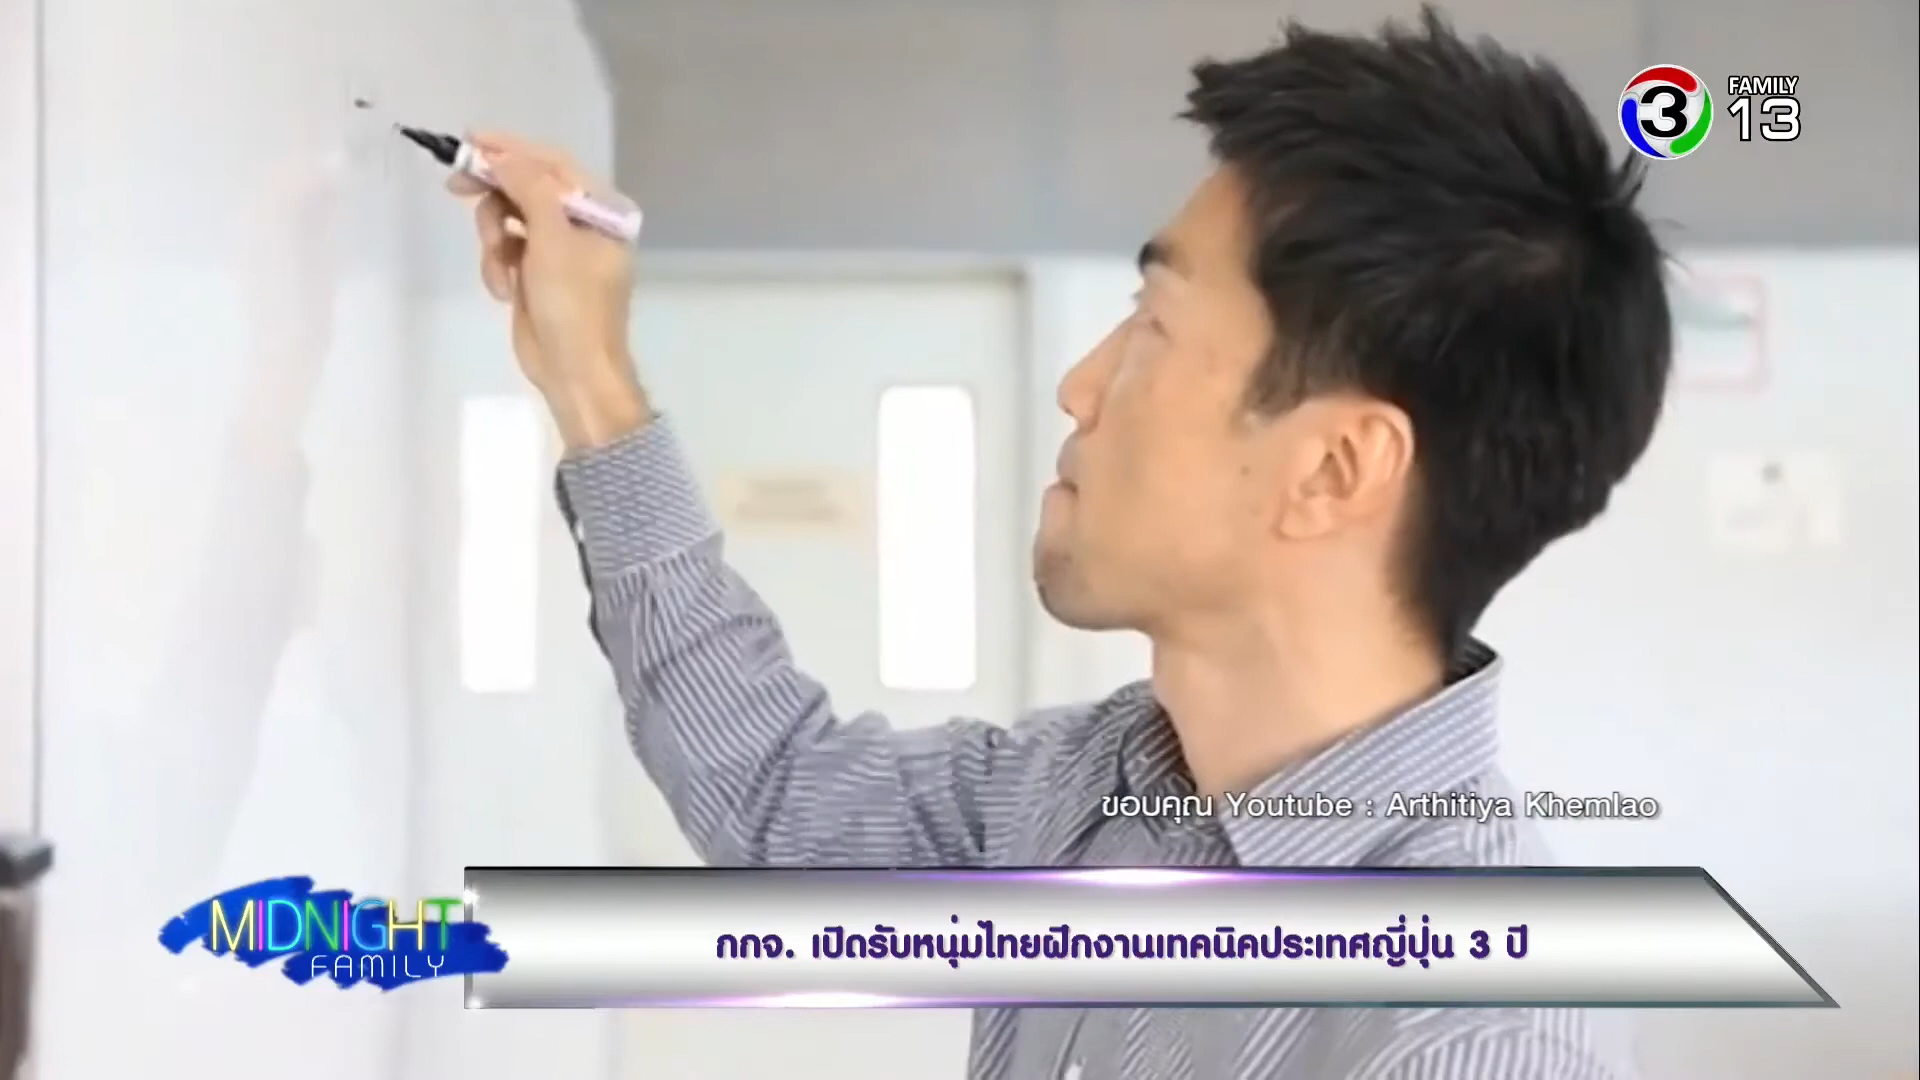 3 FAMILY
13
ขอบคุณ Youtube : Arthitiya Khemlao
MIDNIGHT
FAMILY
กกจ. เปิดรับหนุ่มไทยฝึกงานเทคนิคประเทศญี่ปุ่น 3 ปี